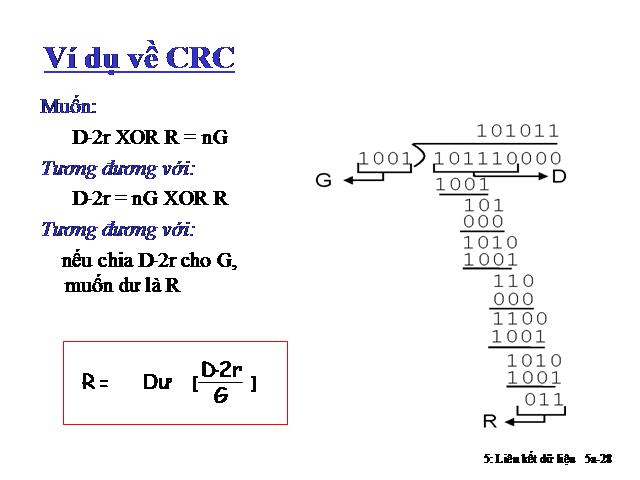 Ví dụ về CRC
Muốn:
D·2r XOR R = nG
Tương đương với:
D·2r = nG XOR R
Tương đương với:
nếu chia D·2r cho G,
muốn dư là R
R = Dư [ D·2r
G ]
101011
1001 101110000
G
D
1001
101
000
1010
1001
110
000
1100
1001
1010
1001
011
R
5: Liên kết dữ liệu 5a-28